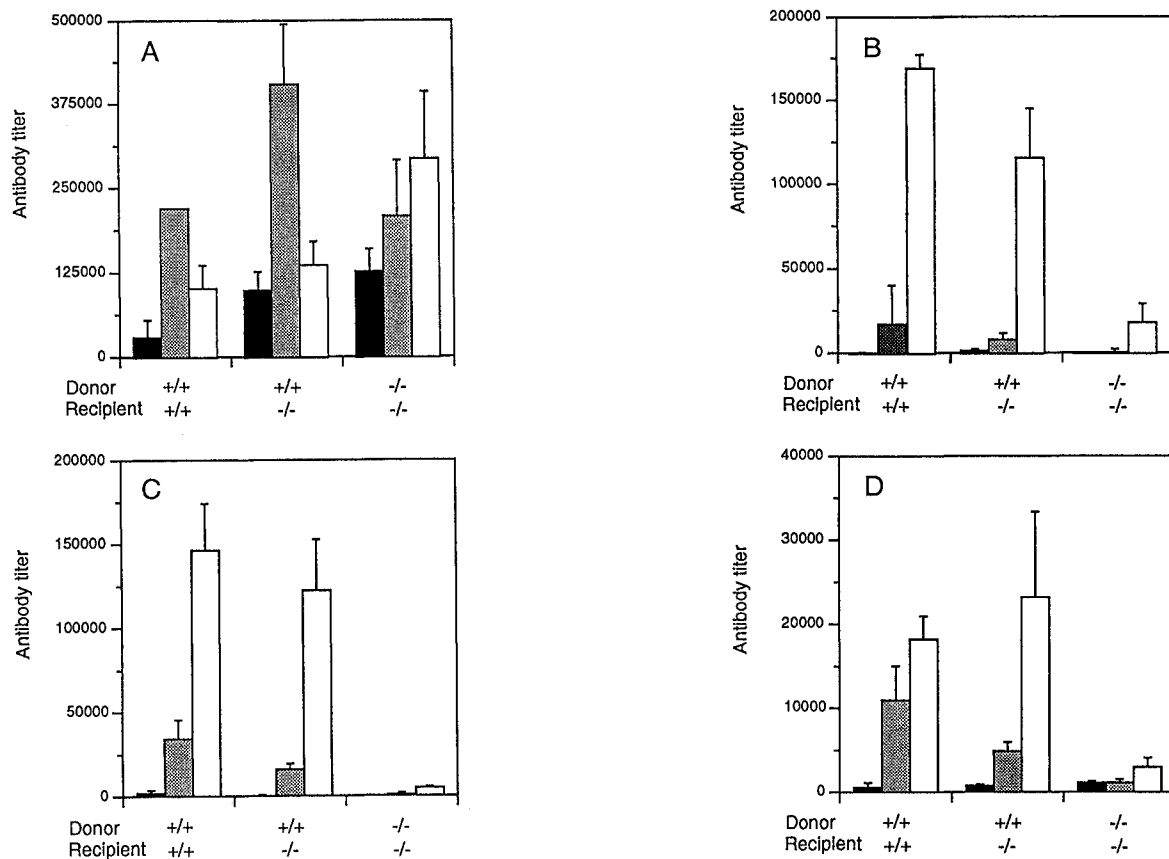 A
Antibody titer
500000
375000
250000
125000
0
Donor +/+ +/+ -/-
Recipient +/+ -/- -/-
B
Antibody titer
200000
150000
100000
50000
0
Donor +/+ +/+ -/-
Recipient +/+ -/- -/-
C
Antibody titer
200000
150000
100000
50000
0
Donor +/+ +/+ -/-
Recipient +/+ -/- -/-
D
Antibody titer
40000
30000
20000
10000
0
Donor +/+ +/+ -/-
Recipient +/+ -/- -/-